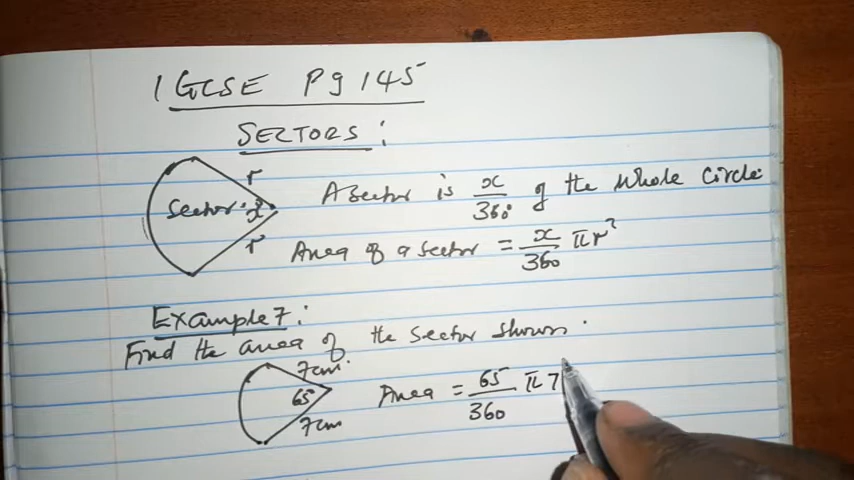 IGCSE Pg 145
SECTORS:
r
Sector x
r
A sector is x/360° of the whole circle.
Area of a sector = x/360 πr²
Example 7:
Find the area of the sector shown.
7cm
65
7cm
Area = 65/360 π7